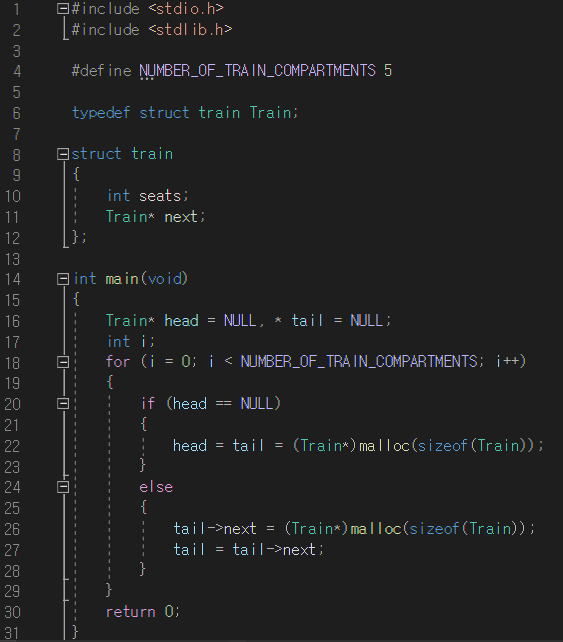 1 #include <stdio.h>
2 #include <stdlib.h>
3
4 #define NUMBER_OF_TRAIN_COMPARTMENTS 5
5
6 typedef struct train Train;
7
8 struct train
9 {
10     int seats;
11     Train* next;
12 };
13
14 int main(void)
15 {
16     Train* head = NULL, * tail = NULL;
17     int i;
18     for (i = 0; i < NUMBER_OF_TRAIN_COMPARTMENTS; i++)
19     {
20         if (head == NULL)
21         {
22             head = tail = (Train*)malloc(sizeof(Train));
23         }
24         else
25         {
26             tail->next = (Train*)malloc(sizeof(Train));
27             tail = tail->next;
28         }
29     }
30     return 0;
31 }